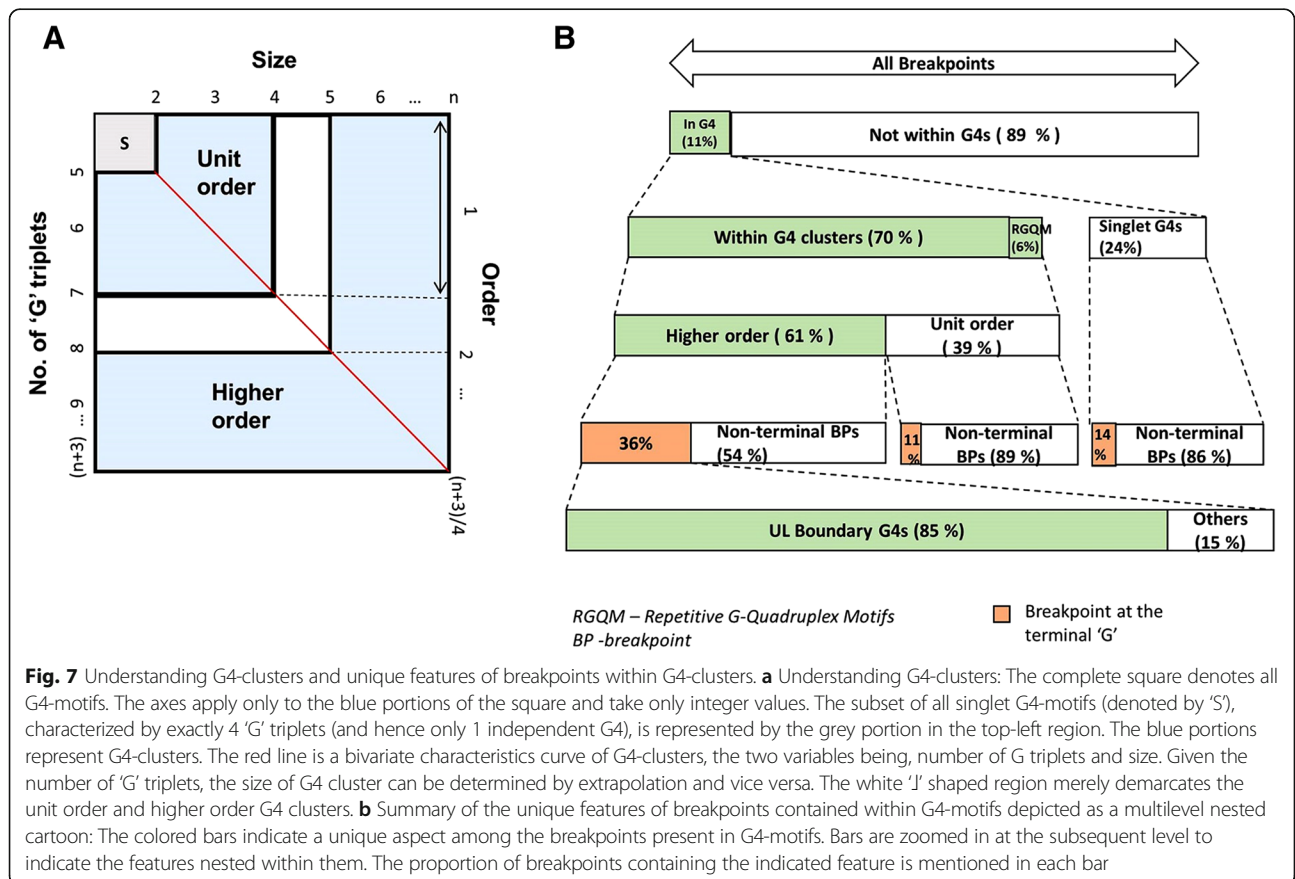 A
Size
2 3 4 5 6 ... n
S
Unit
order
No. of 'G' triplets
5
6
7
8
... 9
(n+3)
Higher
order
1
Order
2
...
(n+3)/4
B
All Breakpoints
In G4
(11%)
Not within G4s ( 89 % )
Within G4 clusters (70 % )
RGQM
(6%)
Singlet G4s
(24%)
Higher order ( 61 % )
Unit order
( 39 % )
36%
Non-terminal BPs
(54 %)
11
%
Non-terminal
BPs (89 %)
14
%
Non-terminal
BPs (86 %)
UL Boundary G4s (85 %)
Others
(15 %)
RGQM – Repetitive G-Quadruplex Motifs
BP -breakpoint
Breakpoint at the
terminal 'G'
Fig. 7 Understanding G4-clusters and unique features of breakpoints within G4-clusters. a Understanding G4-clusters: The complete square denotes all
G4-motifs. The axes apply only to the blue portions of the square and take only integer values. The subset of all singlet G4-motifs (denoted by 'S'),
characterized by exactly 4 'G' triplets (and hence only 1 independent G4), is represented by the grey portion in the top-left region. The blue portions
represent G4-clusters. The red line is a bivariate characteristics curve of G4-clusters, the two variables being, number of G triplets and size. Given the
number of 'G' triplets, the size of G4 cluster can be determined by extrapolation and vice versa. The white '⅃' shaped region merely demarcates the
unit order and higher order G4 clusters. b Summary of the unique features of breakpoints contained within G4-motifs depicted as a multilevel nested
cartoon: The colored bars indicate a unique aspect among the breakpoints present in G4-motifs. Bars are zoomed in at the subsequent level to
indicate the features nested within them. The proportion of breakpoints containing the indicated feature is mentioned in each bar